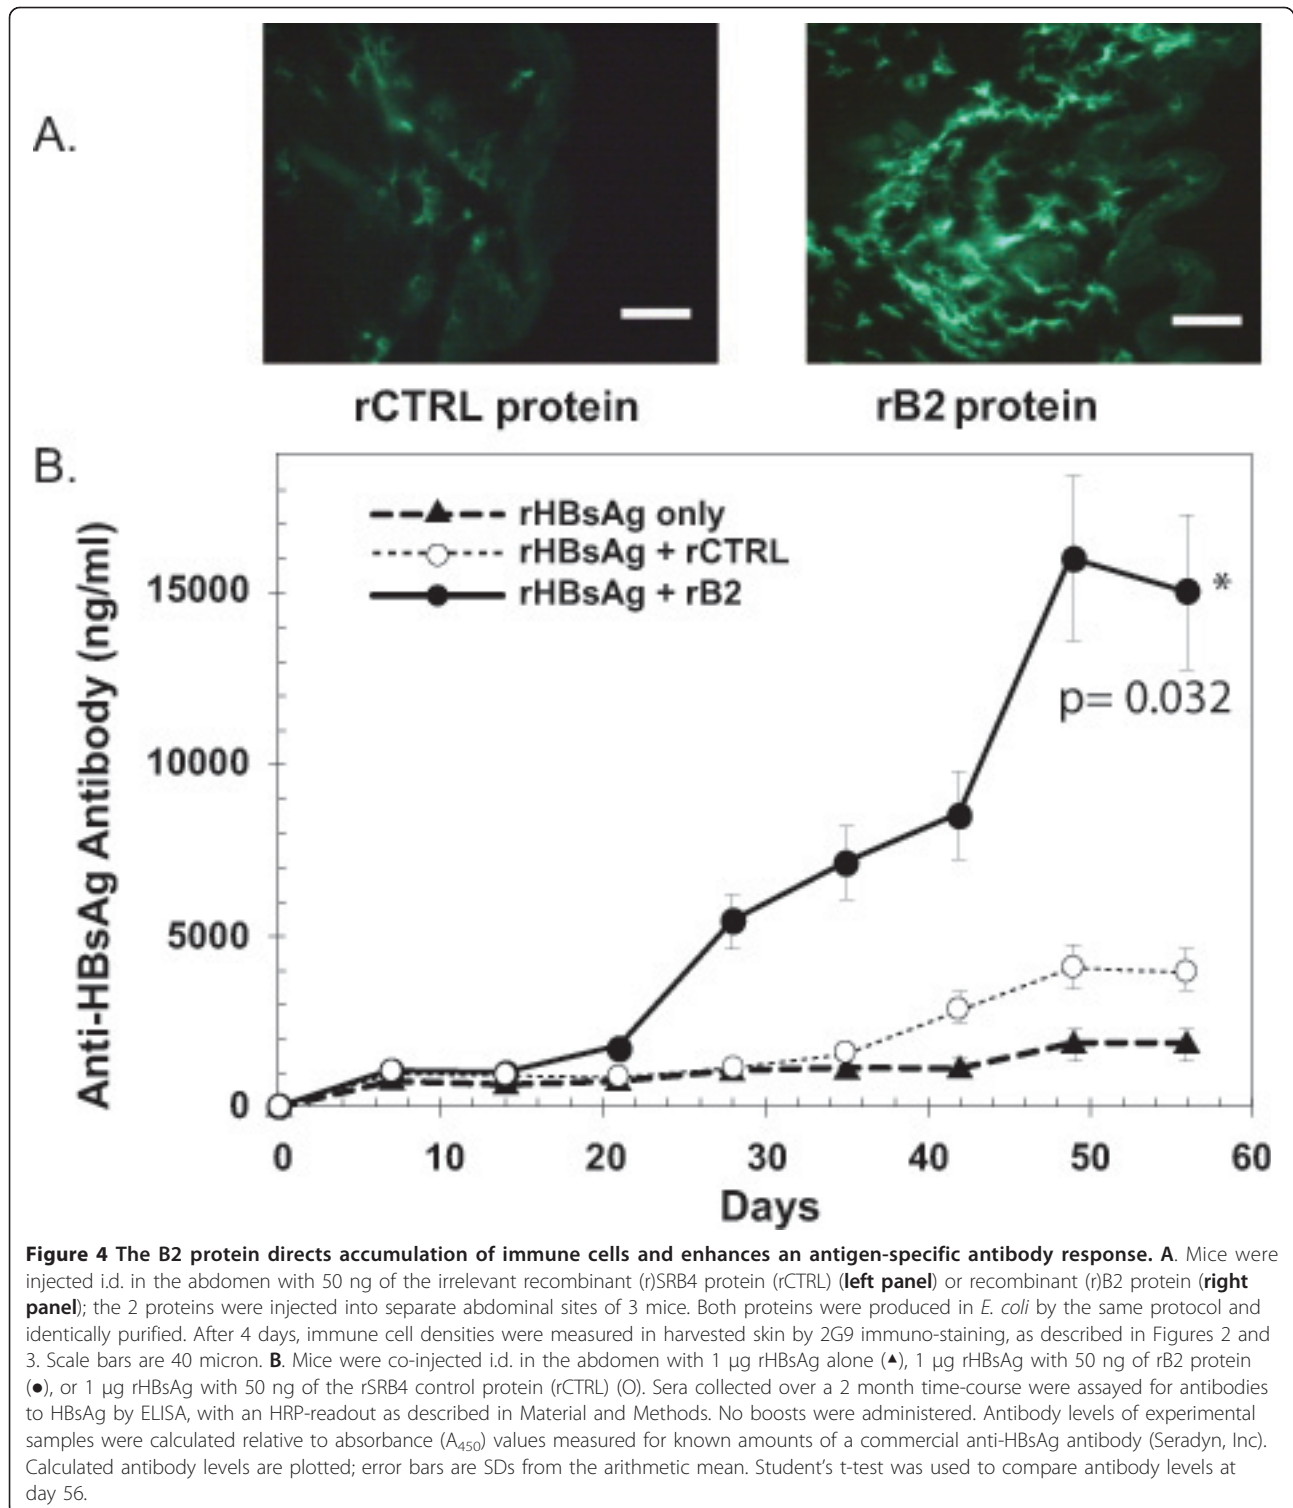 A.
rCTRL protein
rB2 protein
B.
Anti-HBsAg Antibody (ng/ml)
15000
10000
5000
0
rHBsAg only
rHBsAg + rCTRL
rHBsAg + rB2
*
p= 0.032
0 10 20 30 40 50 60
Days
Figure 4 The B2 protein directs accumulation of immune cells and enhances an antigen-specific antibody response. A. Mice were
injected i.d. in the abdomen with 50 ng of the irrelevant recombinant (r)SRB4 protein (rCTRL) (left panel) or recombinant (r)B2 protein (right
panel); the 2 proteins were injected into separate abdominal sites of 3 mice. Both proteins were produced in E. coli by the same protocol and
identically purified. After 4 days, immune cell densities were measured in harvested skin by 2G9 immuno-staining, as described in Figures 2 and
3. Scale bars are 40 micron. B. Mice were co-injected i.d. in the abdomen with 1 μg rHBsAg alone (▲), 1 μg rHBsAg with 50 ng of rB2 protein
(●), or 1 μg rHBsAg with 50 ng of the rSRB4 control protein (rCTRL) (O). Sera collected over a 2 month time-course were assayed for antibodies
to HBsAg by ELISA, with an HRP-readout as described in Material and Methods. No boosts were administered. Antibody levels of experimental
samples were calculated relative to absorbance (A450) values measured for known amounts of a commercial anti-HBsAg antibody (Seradyn, Inc).
Calculated antibody levels are plotted; error bars are SDs from the arithmetic mean. Student's t-test was used to compare antibody levels at
day 56.